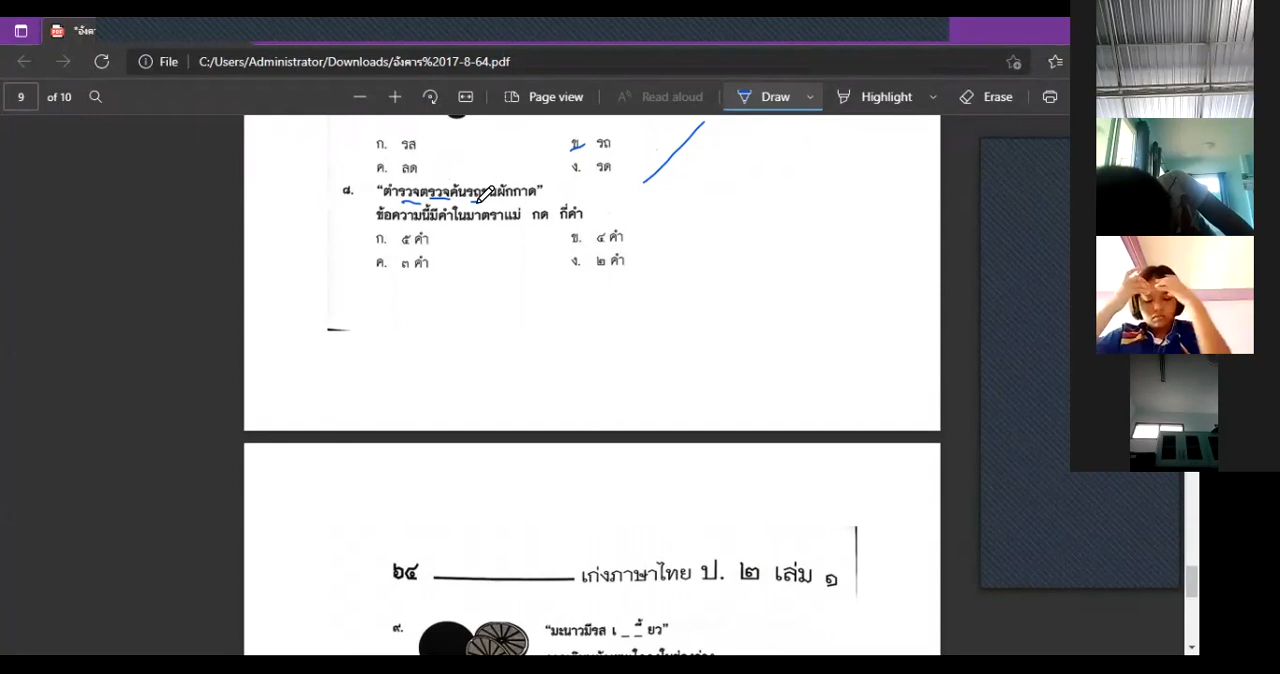 "อังค
File C:/Users/Administrator/Downloads/อังคาร%2017-8-64.pdf
9 of 10 Page view Read aloud Draw Highlight Erase
ก. รส ข. รถ
ค. ลด ง. รด
๘. "ตำรวจตรวจค้นรถ ผักกาด"
ข้อความนี้มีคำในมาตราแม่ กด กี่คำ
ก. ๕ คำ ข. ๔ คำ
ค. ๓ คำ ง. ๒ คำ
๖๔ เก่งภาษาไทย ป. ๒ เล่ม ๑
๙. "มะนาวมีรส เ _ _ี้ ยว"